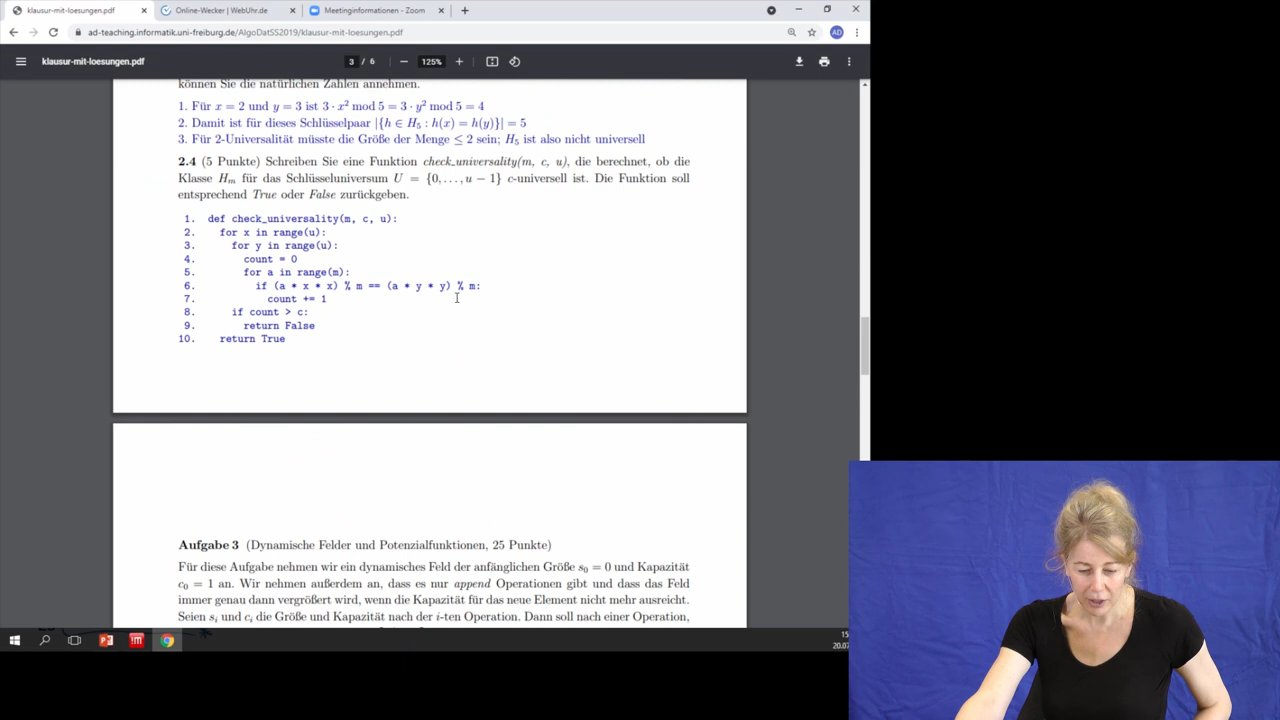 klausur-mit-loesungen.pdf
Online-Wecker | WebUhr.de
Meetinginformationen - Zoom
AD
ad-teaching.informatik.uni-freiburg.de/AlgoDatSS2019/klausur-mit-loesungen.pdf
klausur-mit-loesungen.pdf
3 / 6
125%
können Sie die natürlichen Zahlen annehmen.
1. Für x = 2 und y = 3 ist 3 · x² mod 5 = 3 · y² mod 5 = 4
2. Damit ist für dieses Schlüsselpaar |{h ∈ H₅ : h(x) = h(y)}| = 5
3. Für 2-Universalität müsste die Größe der Menge ≤ 2 sein; H₅ ist also nicht universell
2.4 (5 Punkte) Schreiben Sie eine Funktion check_universality(m, c, u), die berechnet, ob die
Klasse Hₘ für das Schlüsseluniversum U = {0, . . . , u − 1} c-universell ist. Die Funktion soll
entsprechend True oder False zurückgeben.
1. def check_universality(m, c, u):
2. for x in range(u):
3. for y in range(u):
4. count = 0
5. for a in range(m):
6. if (a * x * x) % m == (a * y * y) % m:
7. count += 1
8. if count > c:
9. return False
10. return True
Aufgabe 3 (Dynamische Felder und Potenzialfunktionen, 25 Punkte)
Für diese Aufgabe nehmen wir ein dynamisches Feld der anfänglichen Größe s₀ = 0 und Kapazität
c₀ = 1 an. Wir nehmen außerdem an, dass es nur append Operationen gibt und dass das Feld
immer genau dann vergrößert wird, wenn die Kapazität für das neue Element nicht mehr ausreicht.
Seien sᵢ und cᵢ die Größe und Kapazität nach der i-ten Operation. Dann soll nach einer Operation,